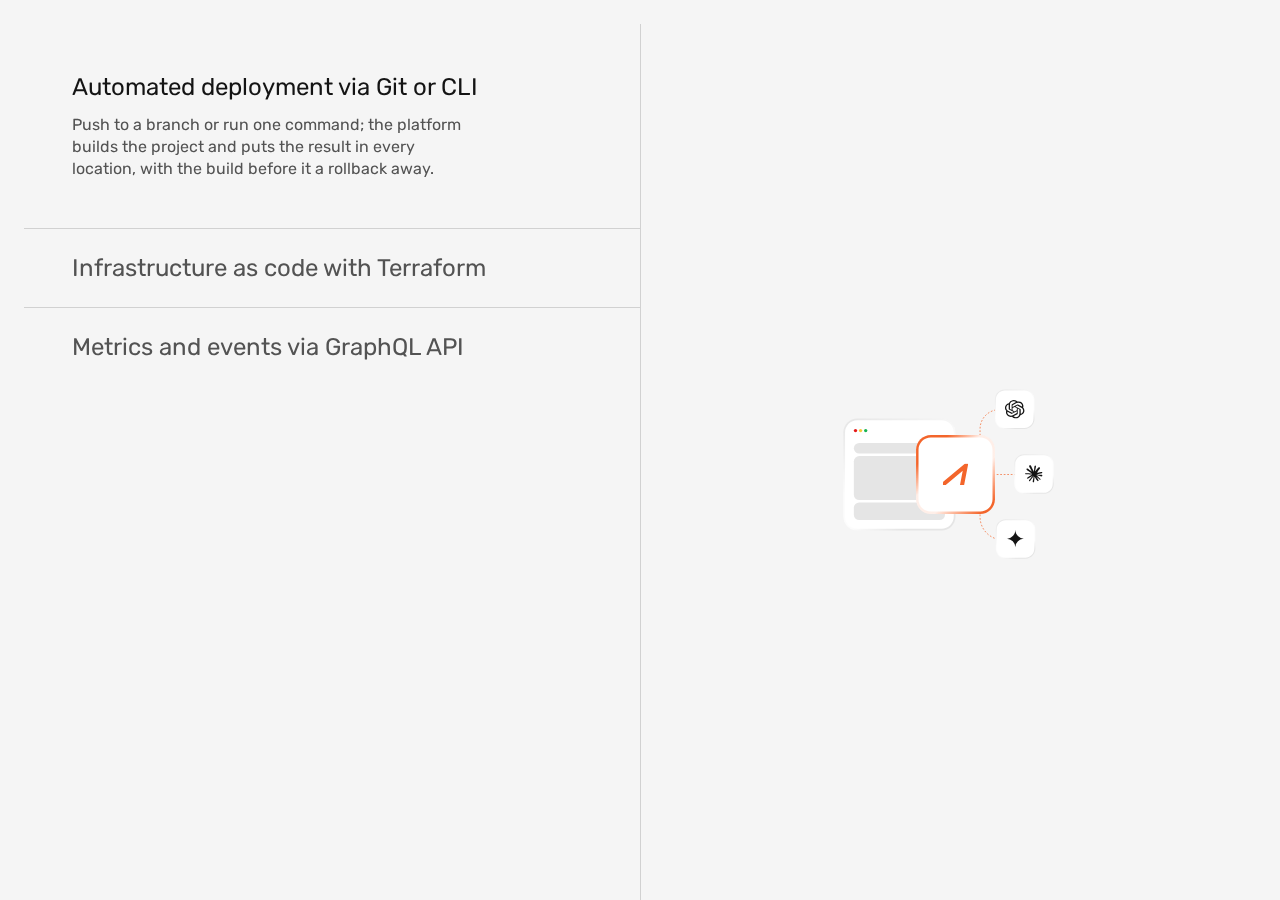 Automated deployment via Git or CLI
Push to a branch or run one command; the platform
builds the project and puts the result in every
location, with the build before it a rollback away.
Infrastructure as code with Terraform
Metrics and events via GraphQL API